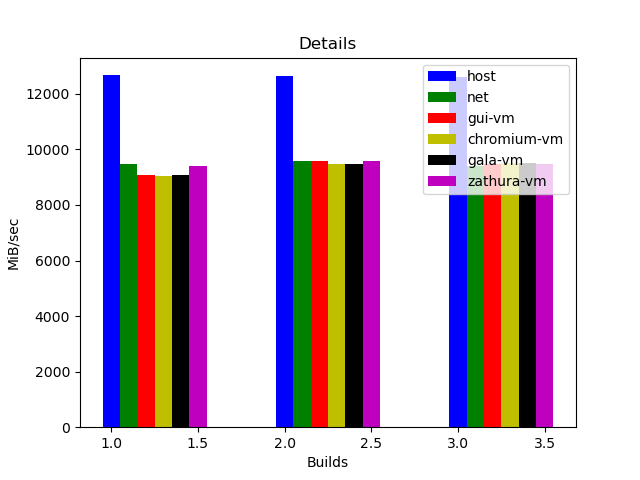 Details
MiB/sec
12000
10000
8000
6000
4000
2000
0
host
net
gui-vm
chromium-vm
gala-vm
zathura-vm
1.0 1.5 2.0 2.5 3.0 3.5
Builds